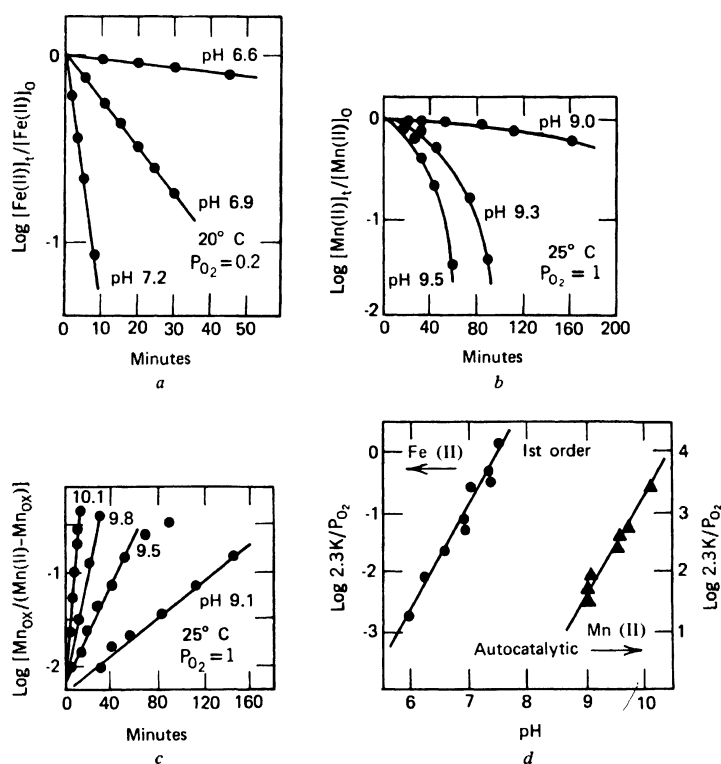 Log [Fe(II)]t/[Fe(II)]O
0
-1
pH 6.6
pH 6.9
20° C
PO2 = 0.2
pH 7.2
0 10 20 30 40 50
Minutes
a
Log [Mn(II)]t/[Mn(II)]O
0
-1
-2
pH 9.0
pH 9.3
pH 9.5
25° C
PO2 = 1
0 40 80 120 160 200
Minutes
b
Log [MnOX/(Mn(II)–MnOX)]
-1
-2
10.1
9.8
9.5
pH 9.1
25° C
PO2 = 1
0 40 80 120 160
Minutes
c
Log 2.3K/PO2
0
-1
-2
-3
Fe (II)
1st order
4
3
2
1
Log 2.3K/PO2
Mn (II)
Autocatalytic
6 7 8 9 10
pH
d